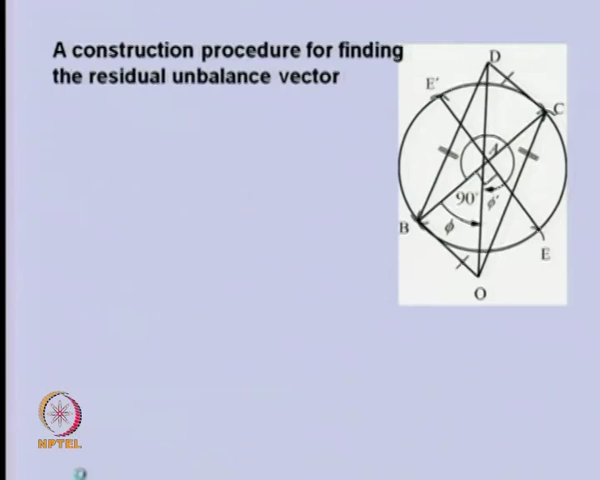 A construction procedure for finding
the residual unbalance vector
D
E'
C
A
90°
ϕ'
B
ϕ
E
O
NPTEL